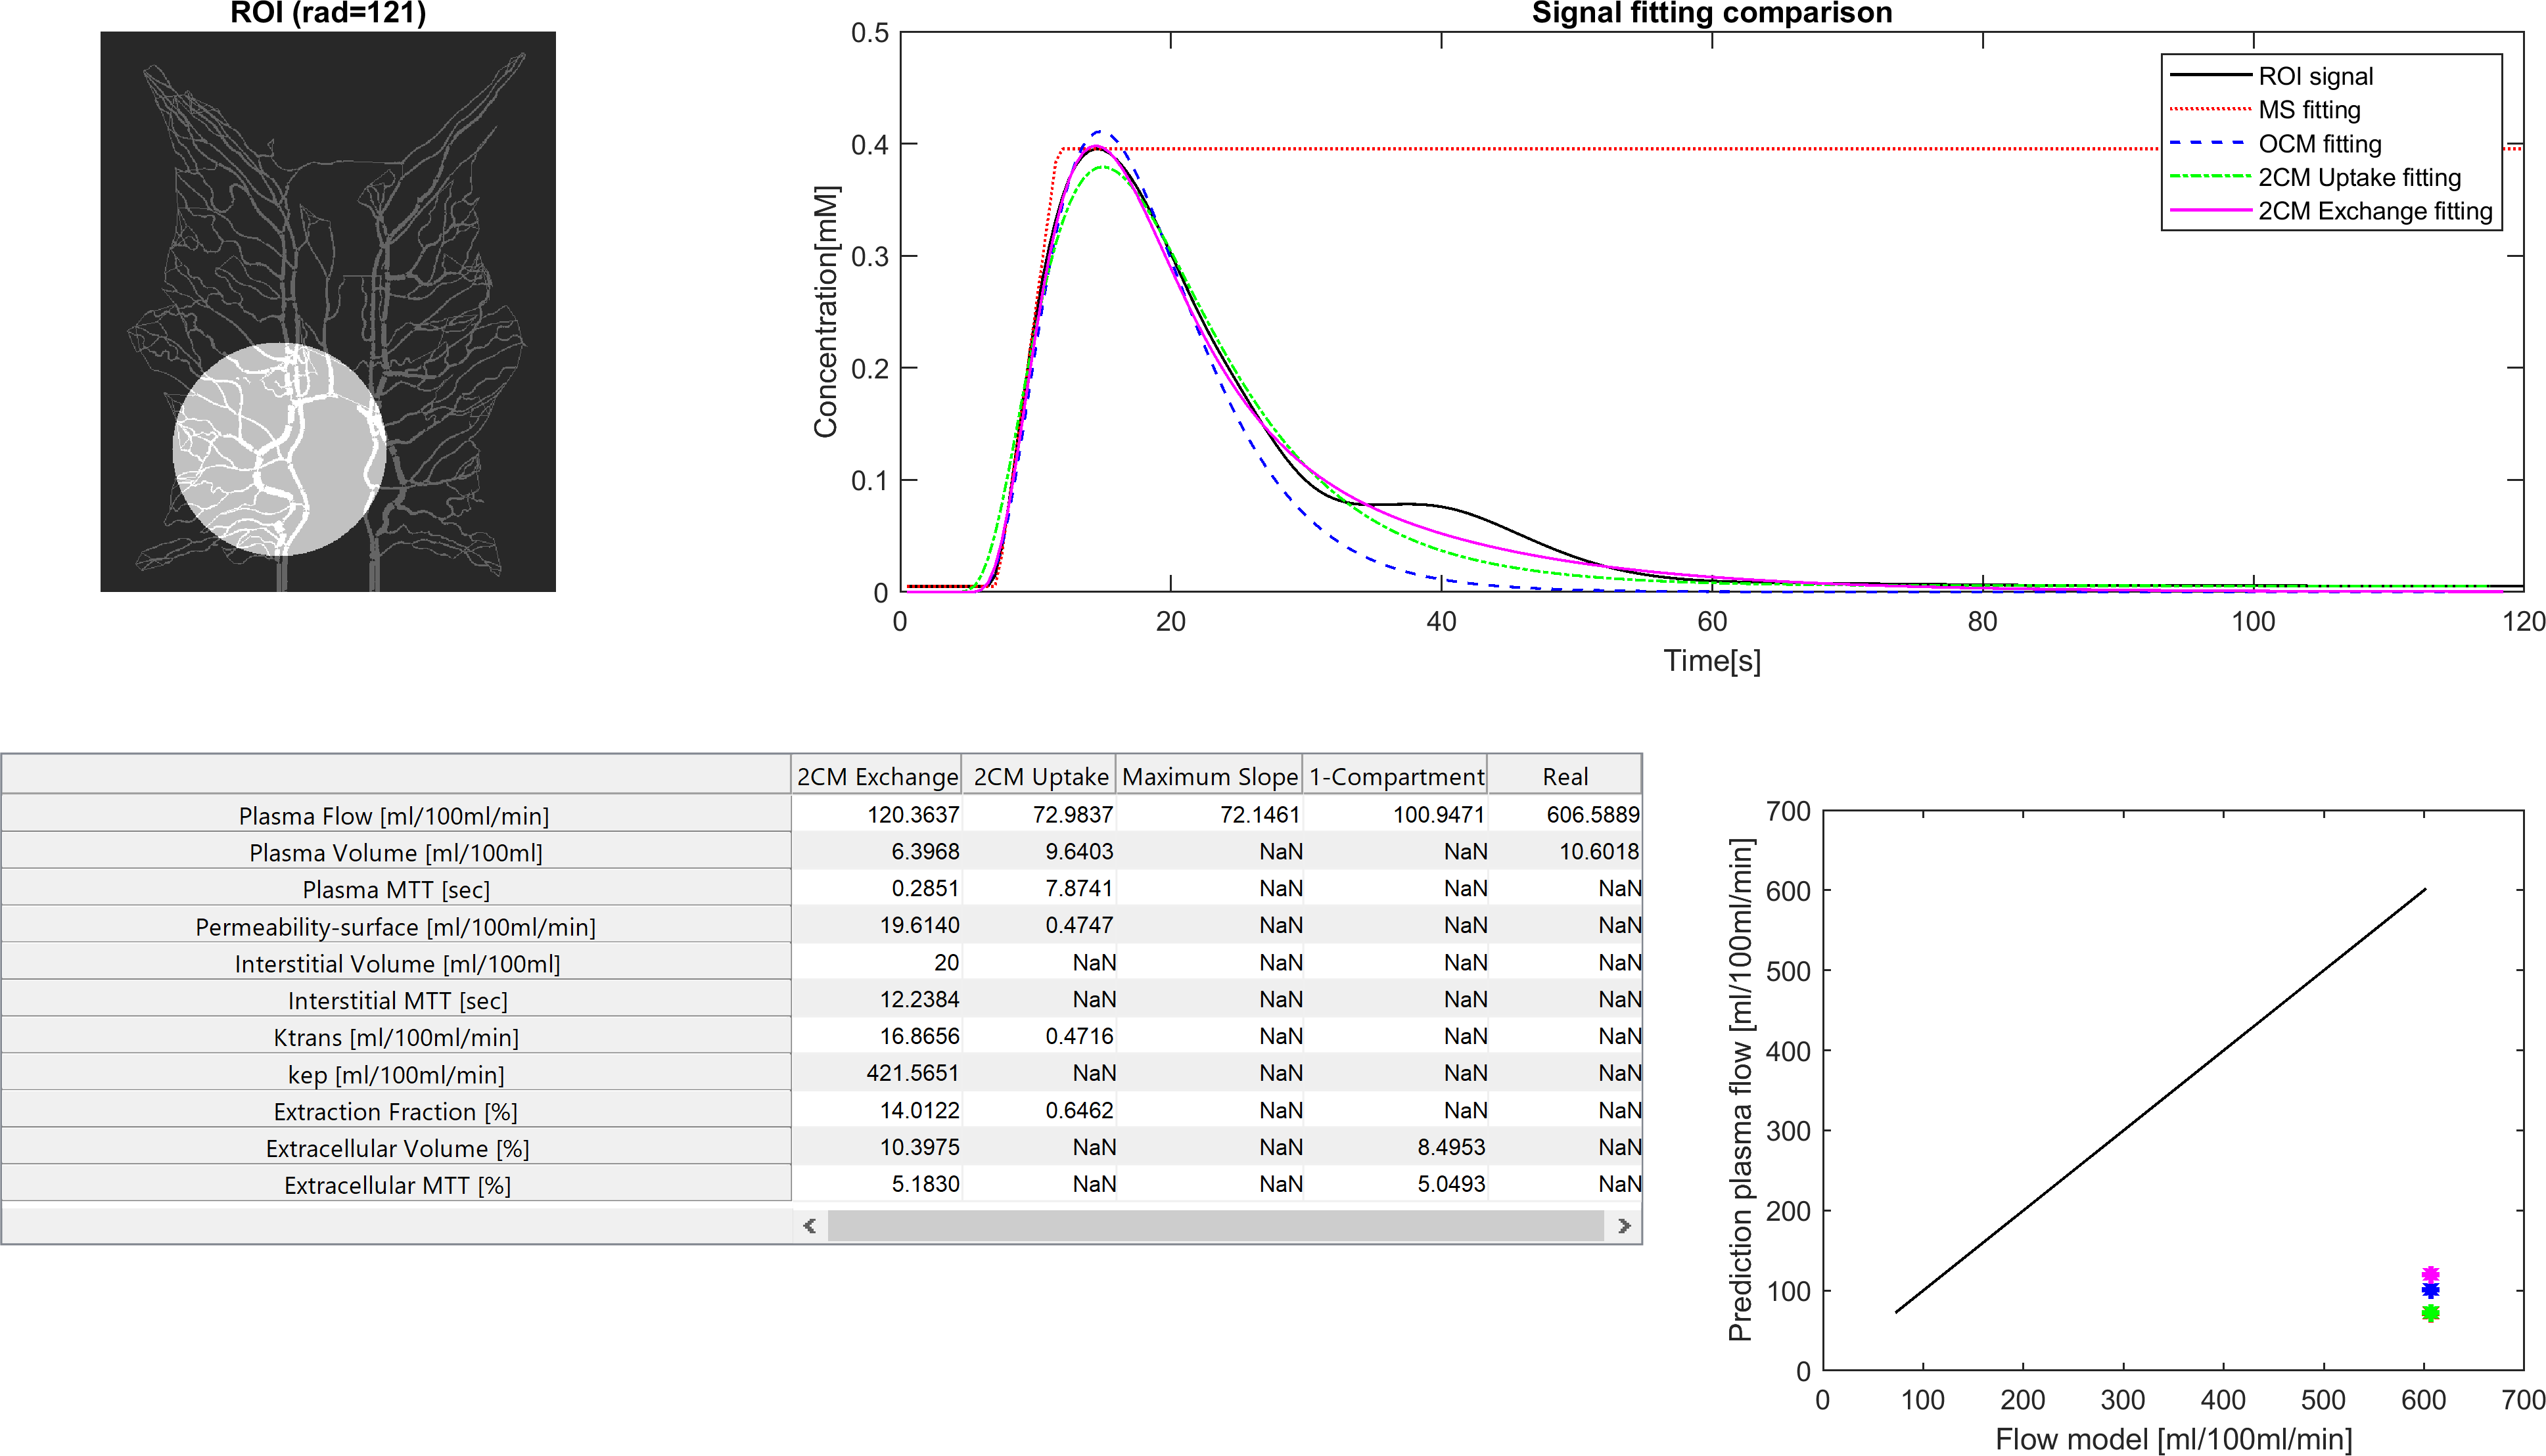 ROI (rad=121)
Signal fitting comparison
0.5
0.4
0.3
0.2
0.1
0
Concentration[mM]
0 20 40 60 80 100 120
Time[s]
ROI signal
MS fitting
OCM fitting
2CM Uptake fitting
2CM Exchange fitting
2CM Exchange 2CM Uptake Maximum Slope 1-Compartment Real
Plasma Flow [ml/100ml/min] 120.3637 72.9837 72.1461 100.9471 606.5889
Plasma Volume [ml/100ml] 6.3968 9.6403 NaN NaN 10.6018
Plasma MTT [sec] 0.2851 7.8741 NaN NaN NaN
Permeability-surface [ml/100ml/min] 19.6140 0.4747 NaN NaN NaN
Interstitial Volume [ml/100ml] 20 NaN NaN NaN NaN
Interstitial MTT [sec] 12.2384 NaN NaN NaN NaN
Ktrans [ml/100ml/min] 16.8656 0.4716 NaN NaN NaN
kep [ml/100ml/min] 421.5651 NaN NaN NaN NaN
Extraction Fraction [%] 14.0122 0.6462 NaN NaN NaN
Extracellular Volume [%] 10.3975 NaN NaN 8.4953 NaN
Extracellular MTT [%] 5.1830 NaN NaN 5.0493 NaN
700
600
500
400
300
200
100
0
Prediction plasma flow [ml/100ml/min]
0 100 200 300 400 500 600 700
Flow model [ml/100ml/min]